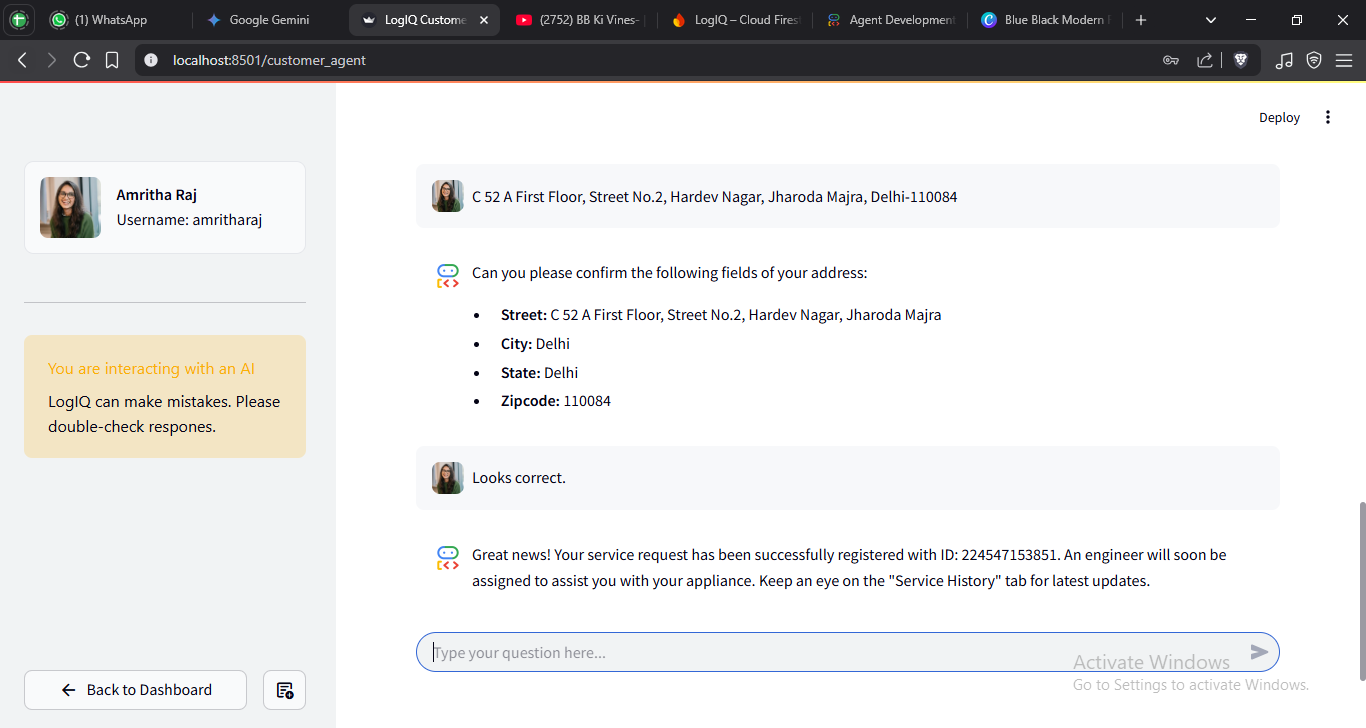 (1) WhatsApp
Google Gemini
LogIQ Custome
(2752) BB Ki Vines-
LogIQ – Cloud Fires
Agent Development
Blue Black Modern
localhost:8501/customer_agent
Deploy
Amritha Raj
Username: amritharaj
You are interacting with an AI
LogIQ can make mistakes. Please
double-check respones.
C 52 A First Floor, Street No.2, Hardev Nagar, Jharoda Majra, Delhi-110084
Can you please confirm the following fields of your address:
• Street: C 52 A First Floor, Street No.2, Hardev Nagar, Jharoda Majra
• City: Delhi
• State: Delhi
• Zipcode: 110084
Looks correct.
Great news! Your service request has been successfully registered with ID: 224547153851. An engineer will soon be
assigned to assist you with your appliance. Keep an eye on the "Service History" tab for latest updates.
Type your question here...
Back to Dashboard
Activate Windows
Go to Settings to activate Windows.